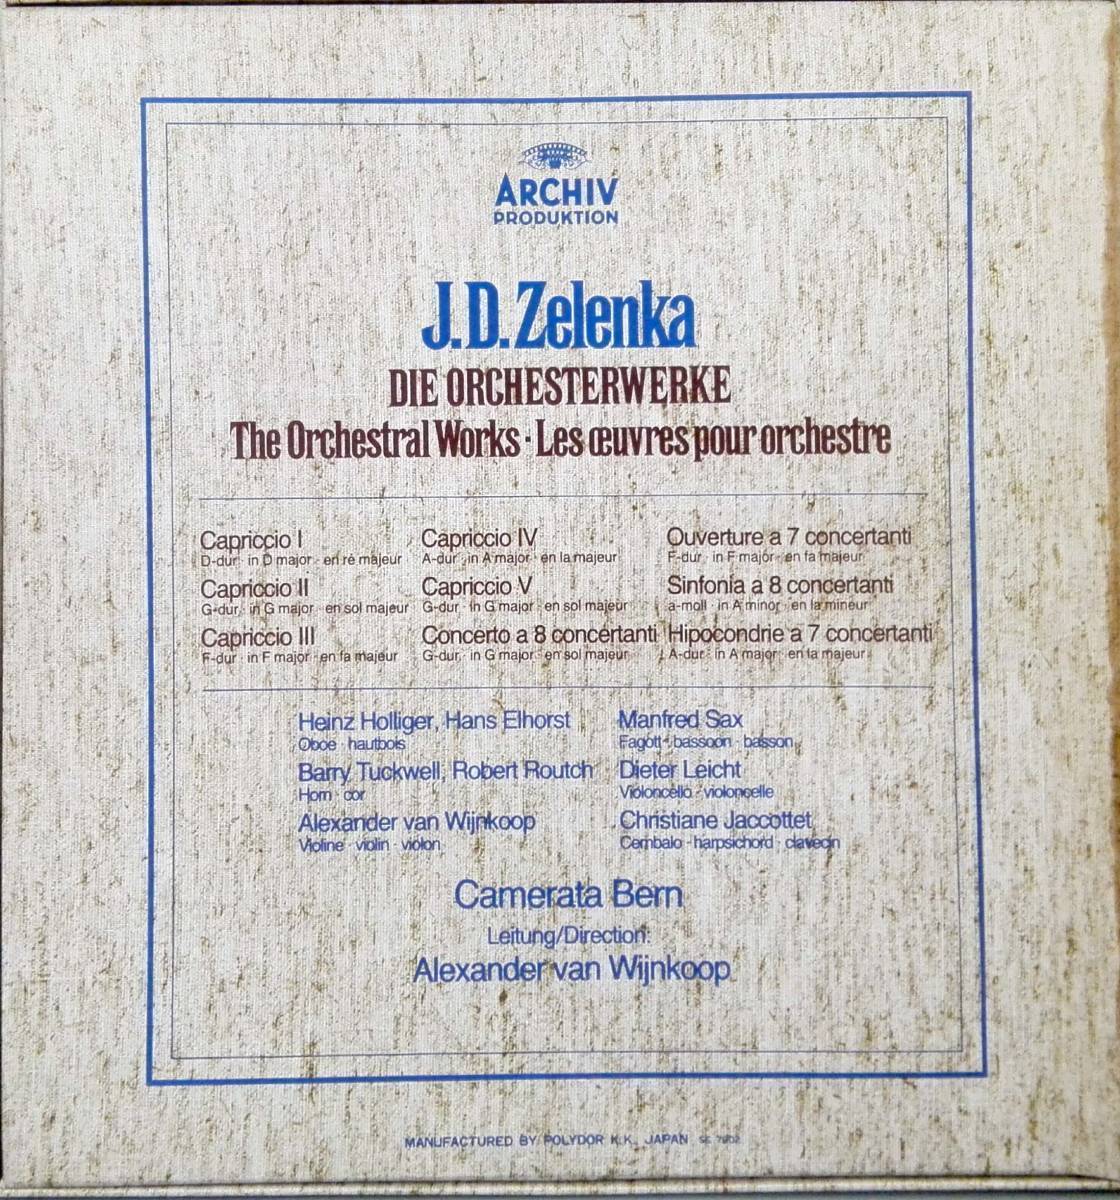 ARCHIV
PRODUKTION
J.D. Zelenka
DIE ORCHESTERWERKE
The Orchestral Works · Les œuvres pour orchestre
Capriccio I
D-dur · in D major · en ré majeur
Capriccio II
G-dur · in G major · en sol majeur
Capriccio III
F-dur · in F major · en fa majeur
Capriccio IV
A-dur · in A major · en la majeur
Capriccio V
G-dur · in G major · en sol majeur
Concerto a 8 concertanti
G-dur · in G major · en sol majeur
Ouverture a 7 concertanti
F-dur · in F major · en fa majeur
Sinfonia a 8 concertanti
a-moll · in A minor · en la mineur
Hipocondrie a 7 concertanti
A-dur · in A major · en la majeur
Heinz Holliger, Hans Elhorst
Oboe · hautbois
Barry Tuckwell, Robert Routch
Horn · cor
Alexander van Wijnkoop
Violine · violin · violon
Manfred Sax
Fagott · bassoon · basson
Dieter Leicht
Violoncello · violoncelle
Christiane Jaccottet
Cembalo · harpsichord · clavecin
Camerata Bern
Leitung/Direction:
Alexander van Wijnkoop
MANUFACTURED BY POLYDOR K.K., JAPAN